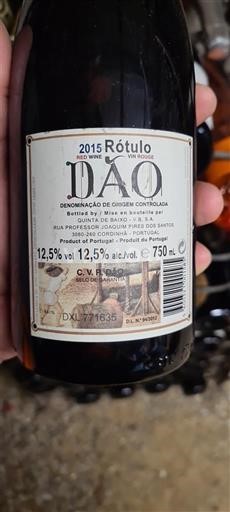 2015 Rótulo
RED WINE VIN ROUGE
DÃO
DENOMINAÇÃO DE ORIGEM CONTROLADA
Bottled by / Mise en bouteille par
QUINTA DE BAIXO - V.B, S.A.
RUA PROFESSOR JOAQUIM PIRES DOS SANTOS
3060-260 CORDINHÃ - PORTUGAL
Product of Portugal - Produit du Portugal
12,5% vol 12,5% alc./vol. e 750 mL
C. V. R. DÃO
SELO DE GARANTIA
DXL 771635